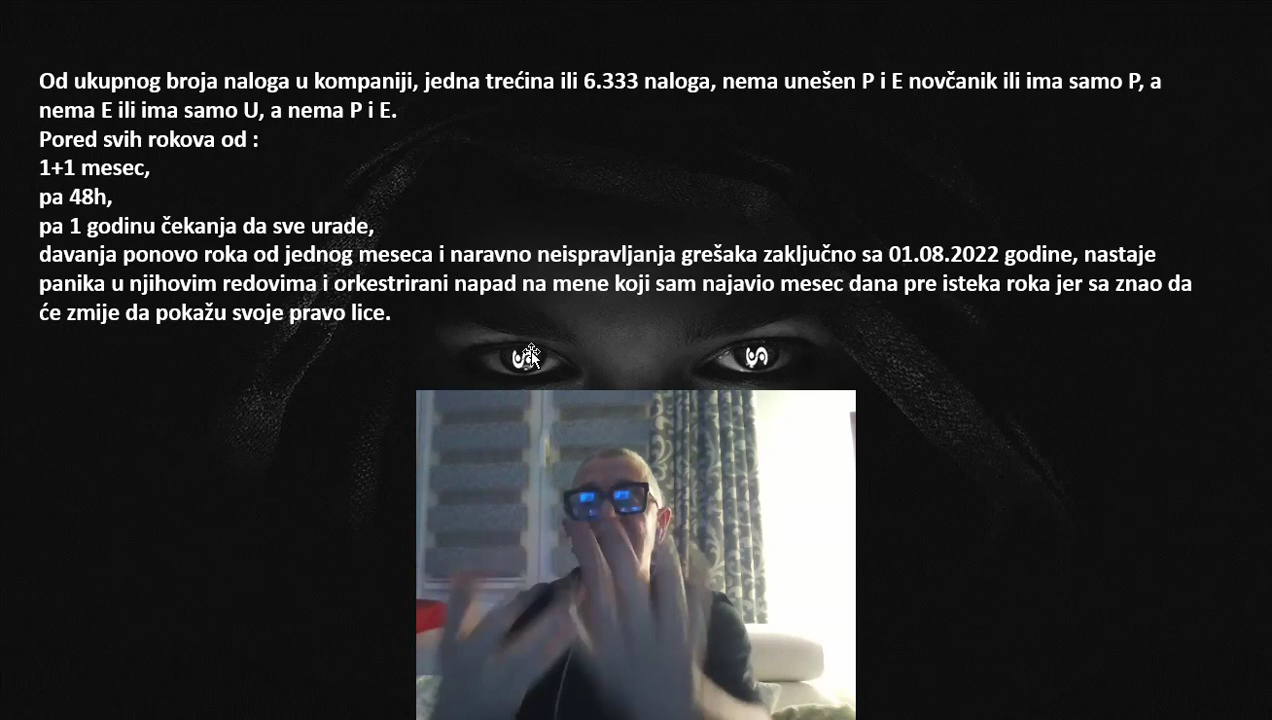 Od ukupnog broja naloga u kompaniji, jedna trećina ili 6.333 naloga, nema unešen P i E novčanik ili ima samo P, a
nema E ili ima samo U, a nema P i E.
Pored svih rokova od :
1+1 mesec,
pa 48h,
pa 1 godinu čekanja da sve urade,
davanja ponovo roka od jednog meseca i naravno neispravljanja grešaka zaključno sa 01.08.2022 godine, nastaje
panika u njihovim redovima i orkestrirani napad na mene koji sam najavio mesec dana pre isteka roka jer sa znao da
će zmije da pokažu svoje pravo lice.